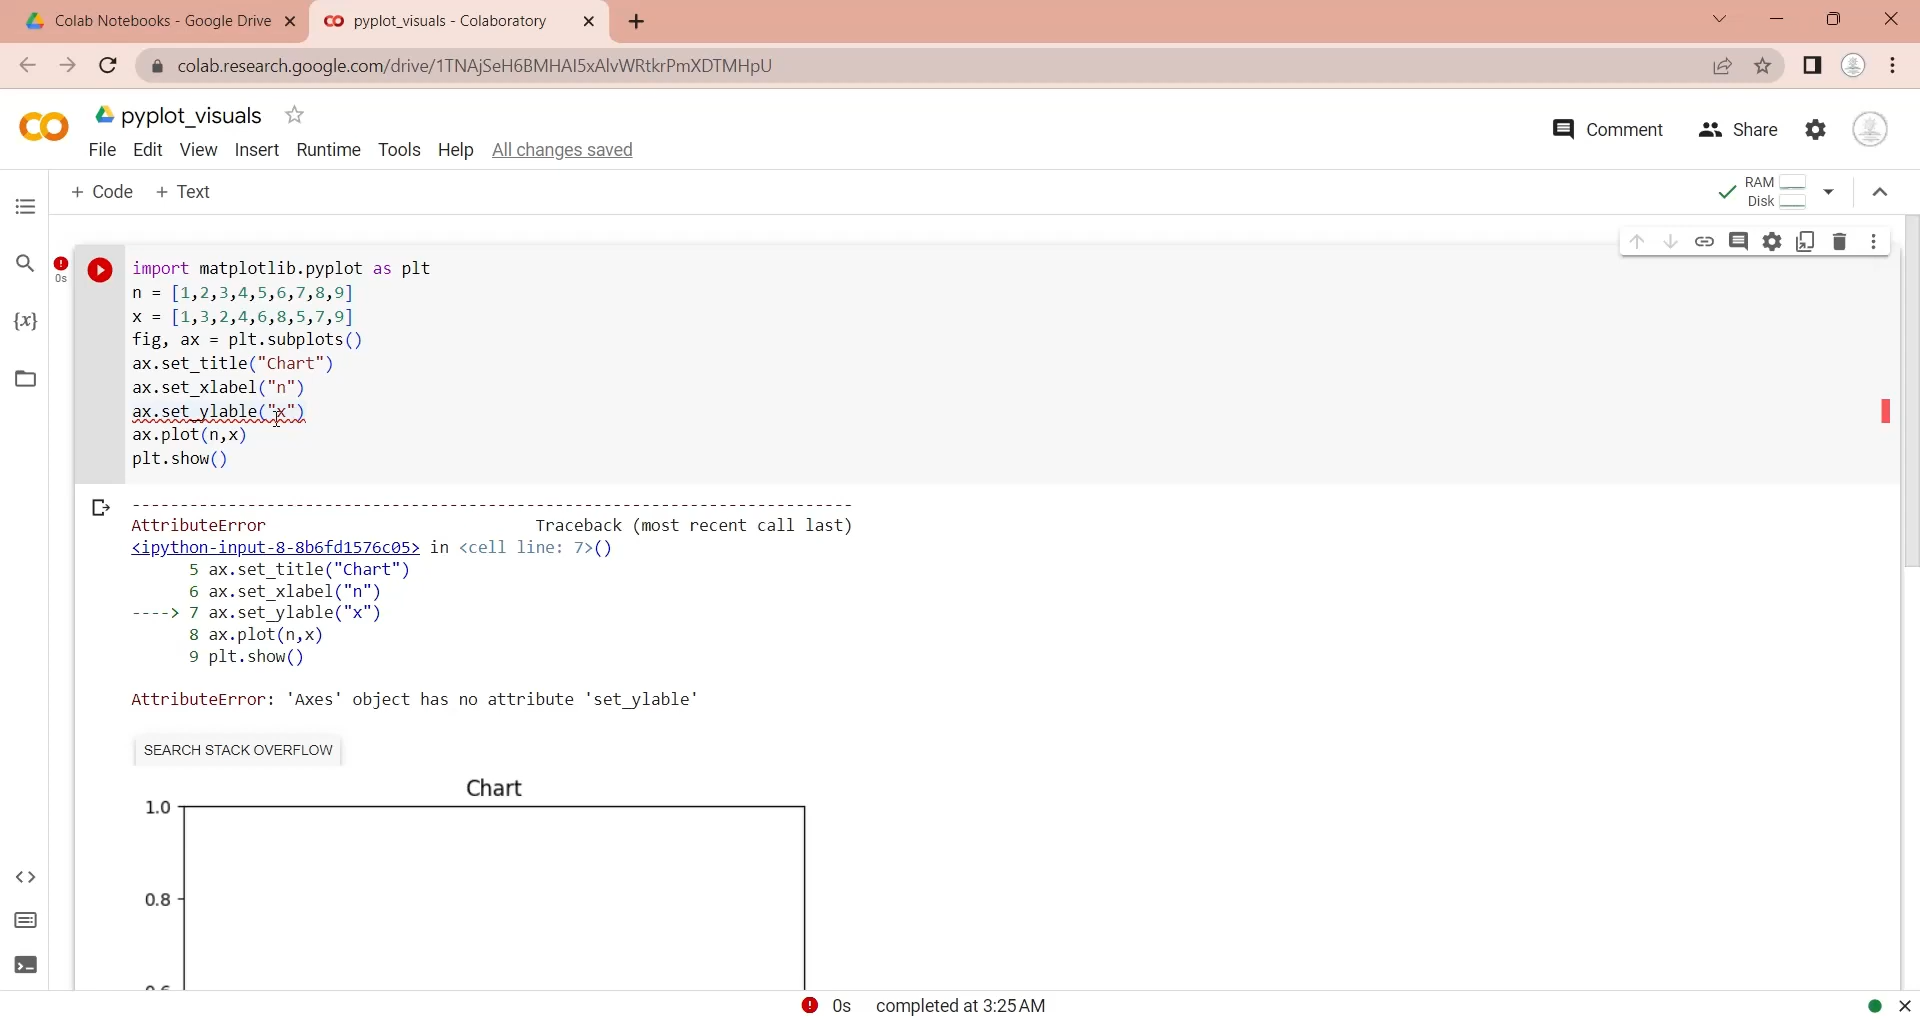 Colab Notebooks - Google Drive
pyplot_visuals - Colaboratory
colab.research.google.com/drive/1TNAjSeH6BMHAI5xAlvWRtkrPmXDTMHpU
pyplot_visuals
Comment
Share
File Edit View Insert Runtime Tools Help All changes saved
+ Code + Text
RAM
Disk
{x}
0s
import matplotlib.pyplot as plt
n = [1,2,3,4,5,6,7,8,9]
x = [1,3,2,4,6,8,5,7,9]
fig, ax = plt.subplots()
ax.set_title("Chart")
ax.set_xlabel("n")
ax.set_ylable("x")
ax.plot(n,x)
plt.show()
---------------------------------------------------------------------------
AttributeError Traceback (most recent call last)
<ipython-input-8-8b6fd1576c05> in <cell line: 7>()
5 ax.set_title("Chart")
6 ax.set_xlabel("n")
----> 7 ax.set_ylable("x")
8 ax.plot(n,x)
9 plt.show()
AttributeError: 'Axes' object has no attribute 'set_ylable'
SEARCH STACK OVERFLOW
Chart
1.0
0.8
0.6
0s completed at 3:25 AM